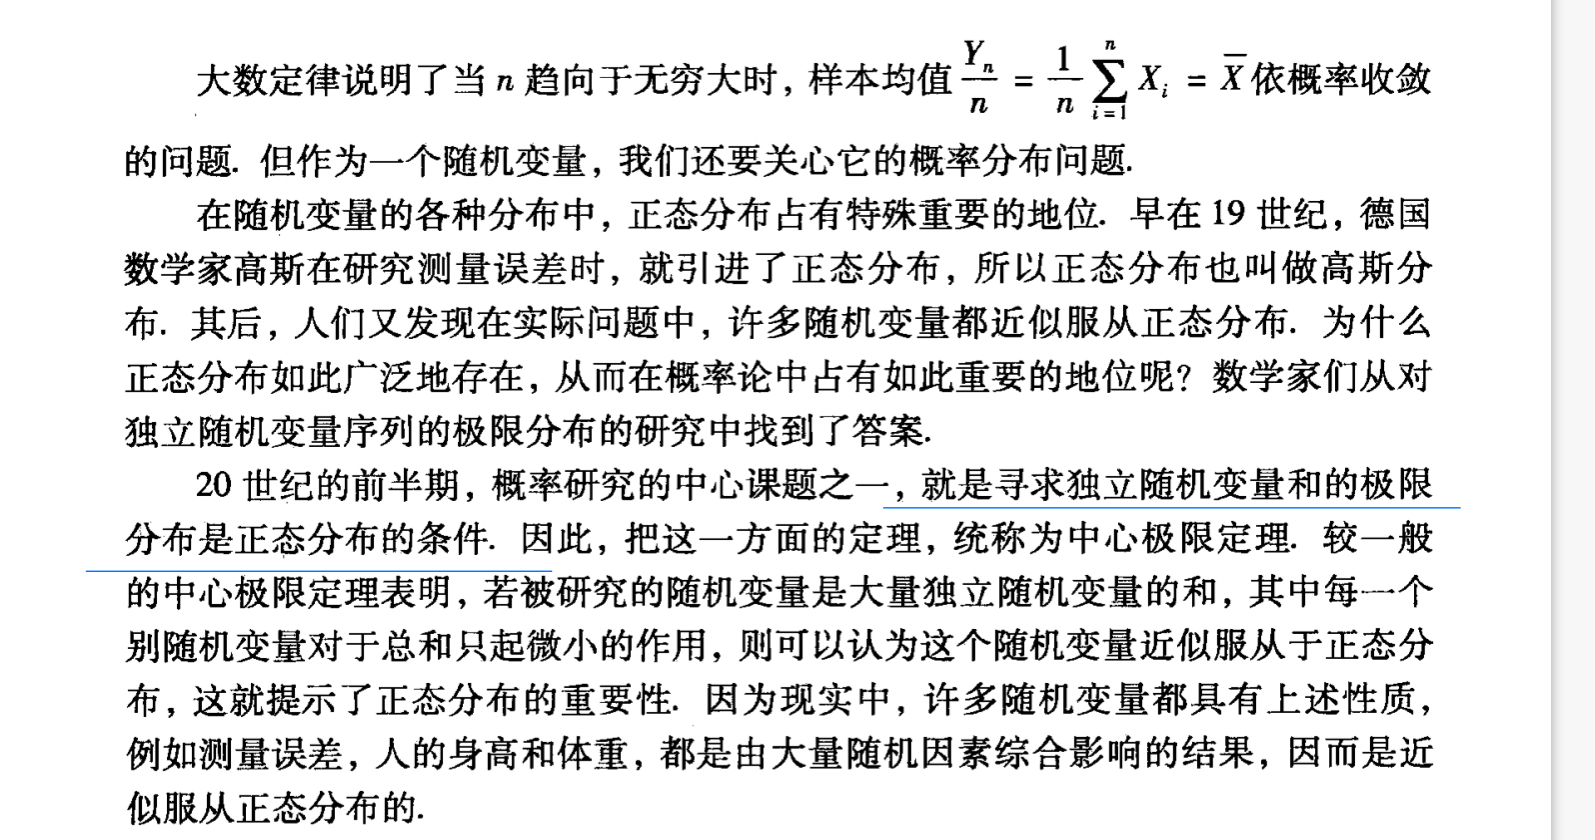 大数定律说明了当 n 趋向于无穷大时，样本均值 Y_n/n = 1/n ∑_{i=1}^{n} X_i = X̄ 依概率收敛
的问题. 但作为一个随机变量，我们还要关心它的概率分布问题.
在随机变量的各种分布中，正态分布占有特殊重要的地位. 早在 19 世纪，德国
数学家高斯在研究测量误差时，就引进了正态分布，所以正态分布也叫做高斯分
布. 其后，人们又发现在实际问题中，许多随机变量都近似服从正态分布. 为什么
正态分布如此广泛地存在，从而在概率论中占有如此重要的地位呢？数学家们从对
独立随机变量序列的极限分布的研究中找到了答案.
20 世纪的前半期，概率研究的中心课题之一，就是寻求独立随机变量和的极限
分布是正态分布的条件. 因此，把这一方面的定理，统称为中心极限定理. 较一般
的中心极限定理表明，若被研究的随机变量是大量独立随机变量的和，其中每一个
别随机变量对于总和只起微小的作用，则可以认为这个随机变量近似服从于正态分
布，这就提示了正态分布的重要性. 因为现实中，许多随机变量都具有上述性质，
例如测量误差，人的身高和体重，都是由大量随机因素综合影响的结果，因而是近
似服从正态分布的.